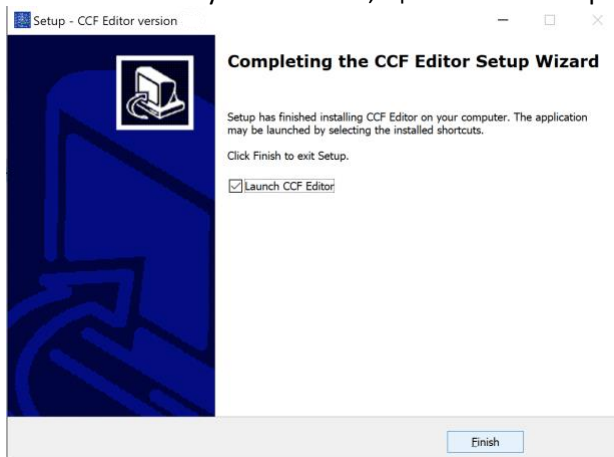 Setup - CCF Editor version
Completing the CCF Editor Setup Wizard
Setup has finished installing CCF Editor on your computer. The application
may be launched by selecting the installed shortcuts.
Click Finish to exit Setup.
Launch CCF Editor
Finish